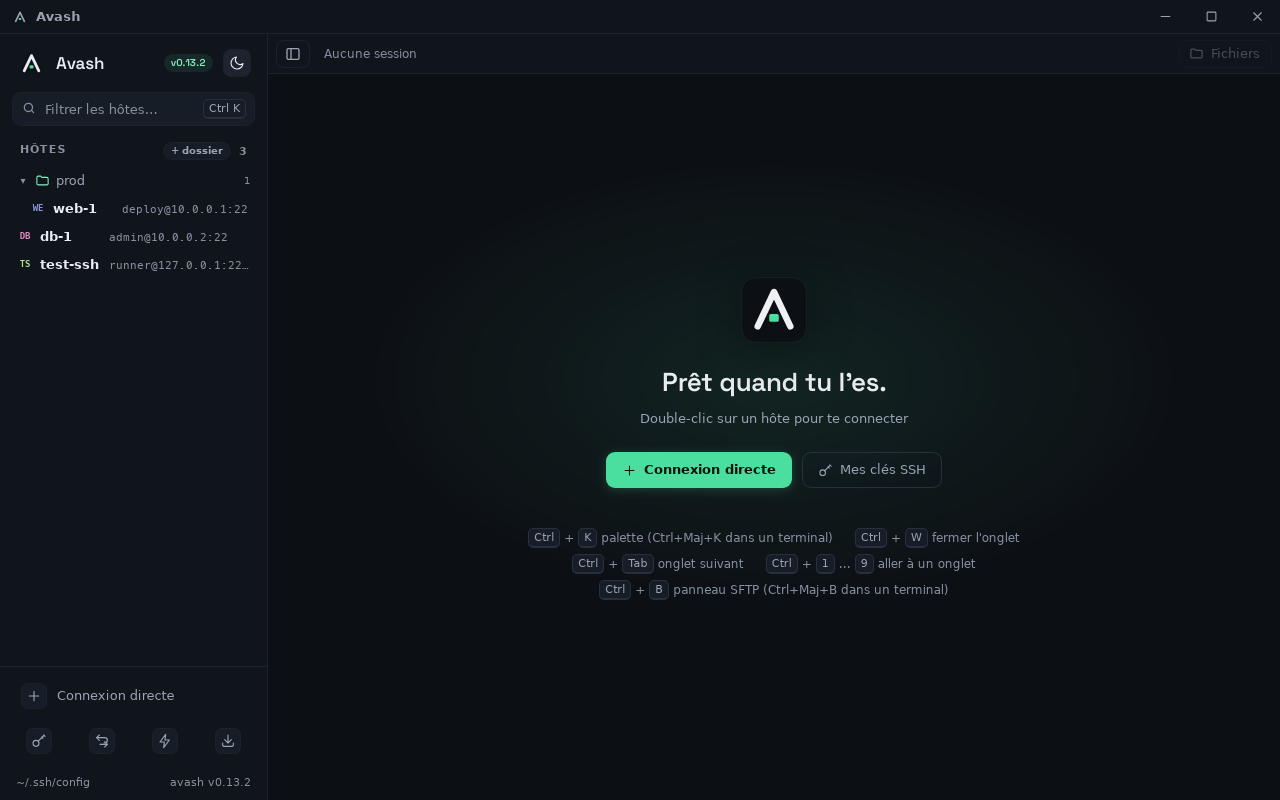 Avash
Avash v0.13.2
Filtrer les hôtes… Ctrl K
HÔTES + dossier 3
▾ prod 1
WE web-1 deploy@10.0.0.1:22
DB db-1 admin@10.0.0.2:22
TS test-ssh runner@127.0.0.1:22…
Connexion directe
~/.ssh/config avash v0.13.2
Aucune session Fichiers
Prêt quand tu l'es.
Double-clic sur un hôte pour te connecter
+ Connexion directe Mes clés SSH
Ctrl + K palette (Ctrl+Maj+K dans un terminal) Ctrl + W fermer l'onglet
Ctrl + Tab onglet suivant Ctrl + 1 … 9 aller à un onglet
Ctrl + B panneau SFTP (Ctrl+Maj+B dans un terminal)